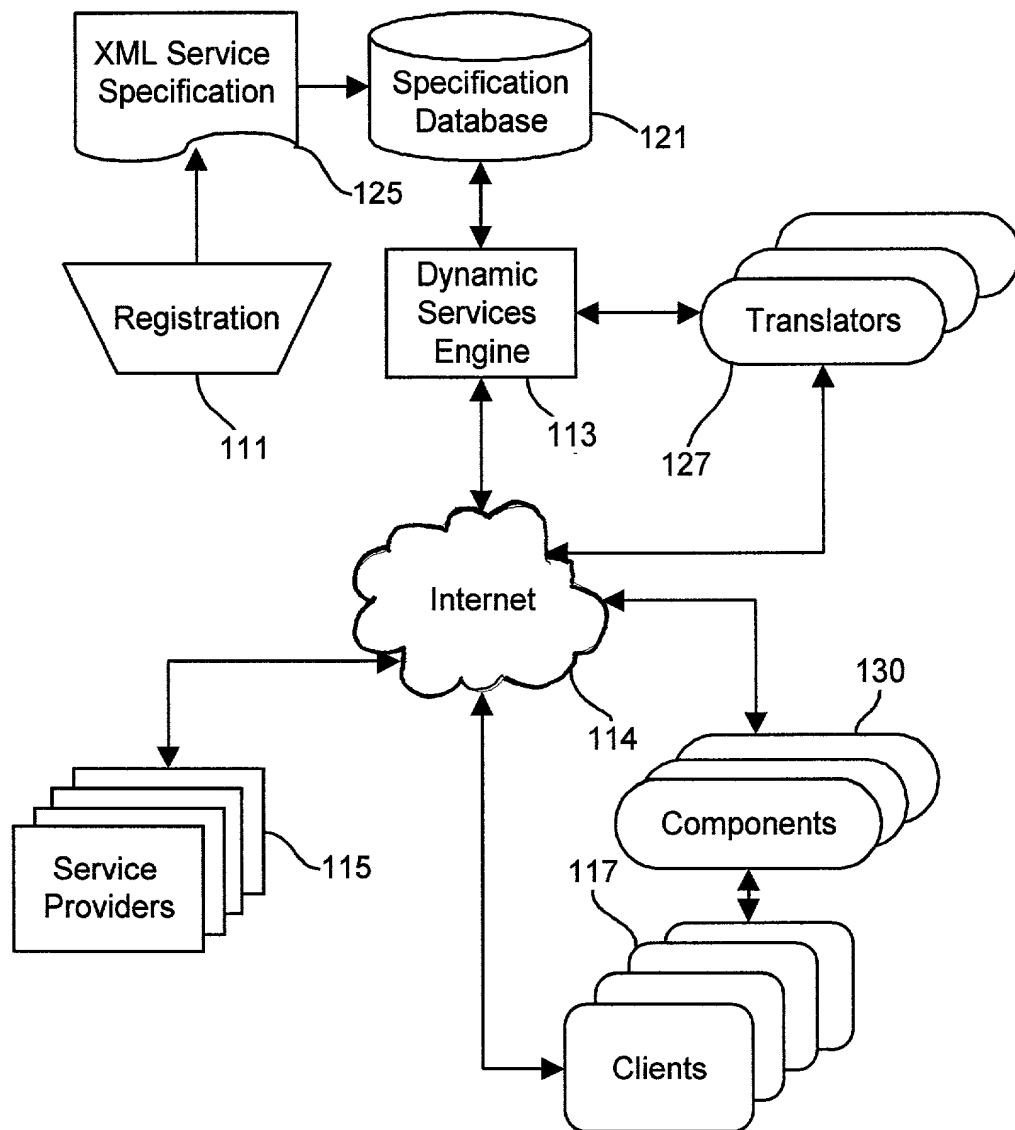 XML Service
Specification
Specification
Database
121
125
Dynamic
Services
Engine
Registration
Translators
111
113
127
Internet
130
114
Components
Service
Providers
115
117
Clients